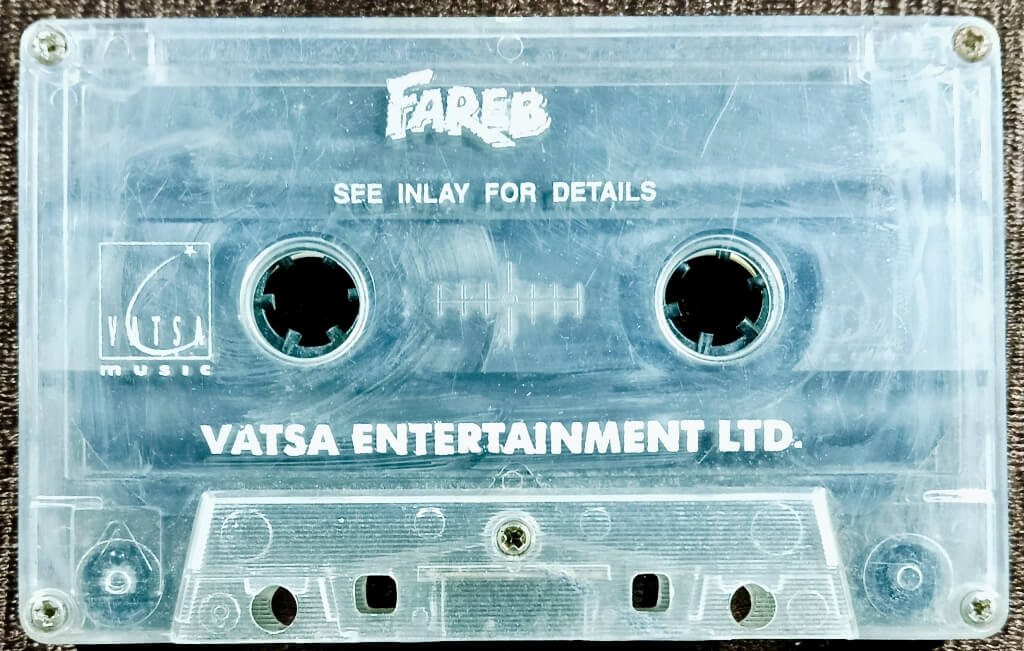 FAREB
SEE INLAY FOR DETAILS
VATSA
music
VATSA ENTERTAINMENT LTD.